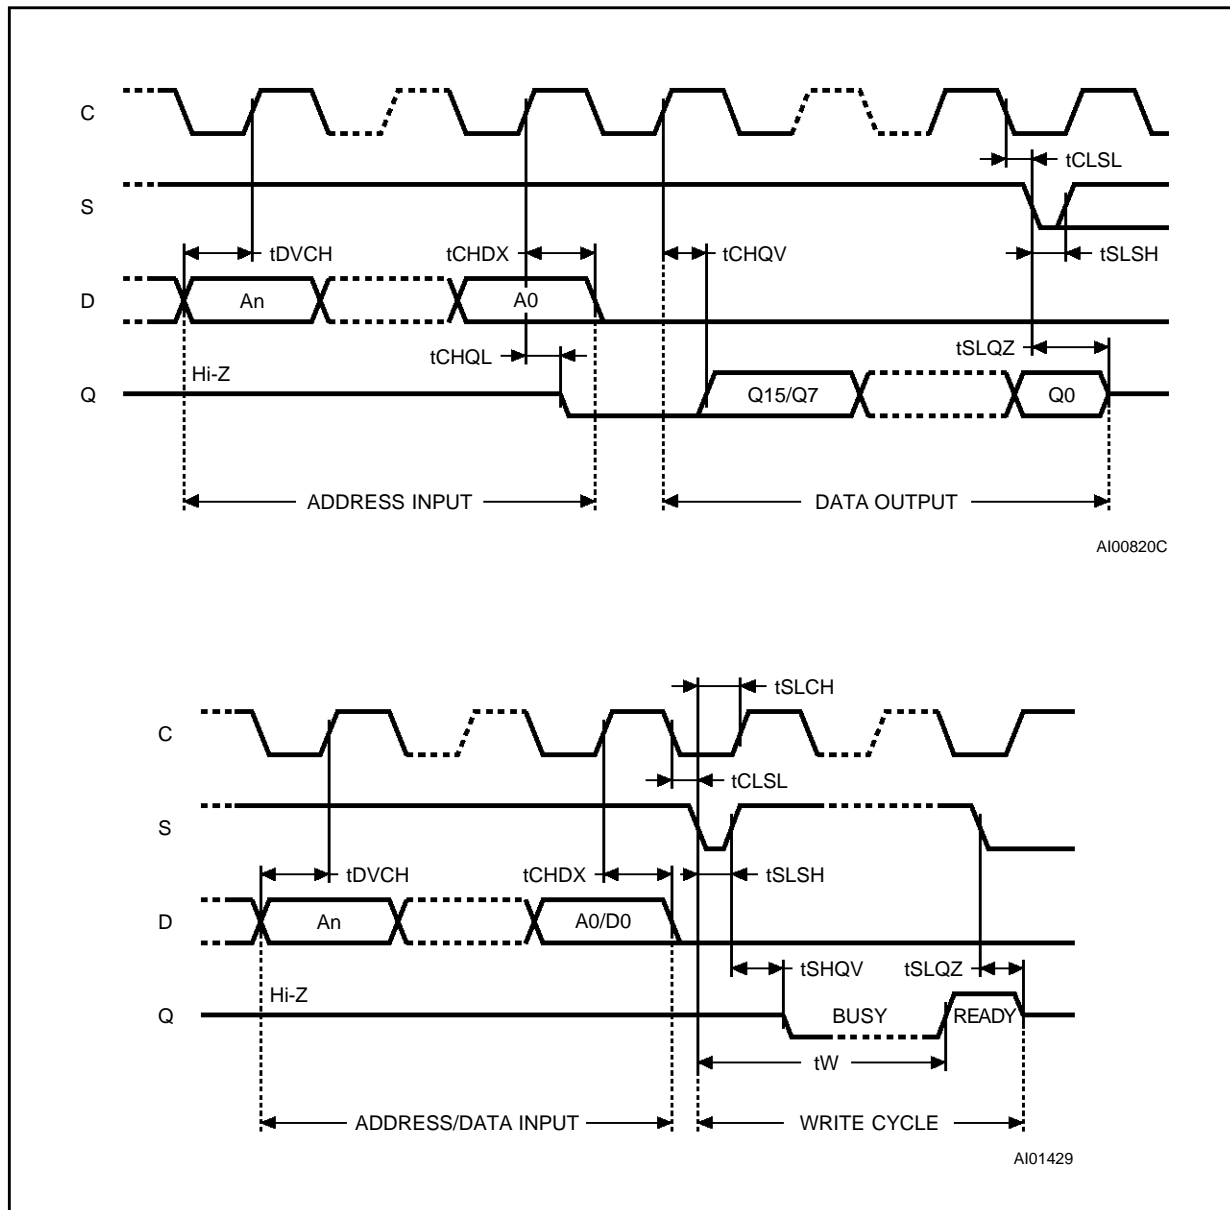 C
tCLSL
S
tDVCH
tCHDX
tCHQV
tSLSH
D
An
A0
tCHQL
tSLQZ
Hi-Z
Q
Q15/Q7
Q0
ADDRESS INPUT
DATA OUTPUT
AI00820C
tSLCH
C
tCLSL
S
tDVCH
tCHDX
tSLSH
D
An
A0/D0
tSHQV
tSLQZ
Hi-Z
Q
BUSY
READY
tW
ADDRESS/DATA INPUT
WRITE CYCLE
AI01429